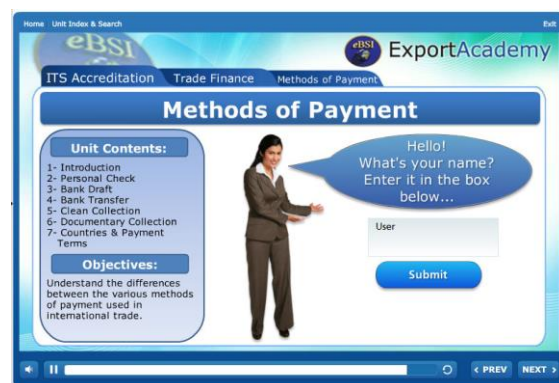 Home Unit Index & Search
Exit
eBSI
eBSI
ExportAcademy
ITS Accreditation
Trade Finance
Methods of Payment
Methods of Payment
Unit Contents:
1- Introduction
2- Personal Check
3- Bank Draft
4- Bank Transfer
5- Clean Collection
6- Documentary Collection
7- Countries & Payment
Terms
Objectives:
Understand the differences
between the various methods
of payment used in
international trade.
Hello!
What's your name?
Enter it in the box
below...
User
Submit
< PREV
NEXT >